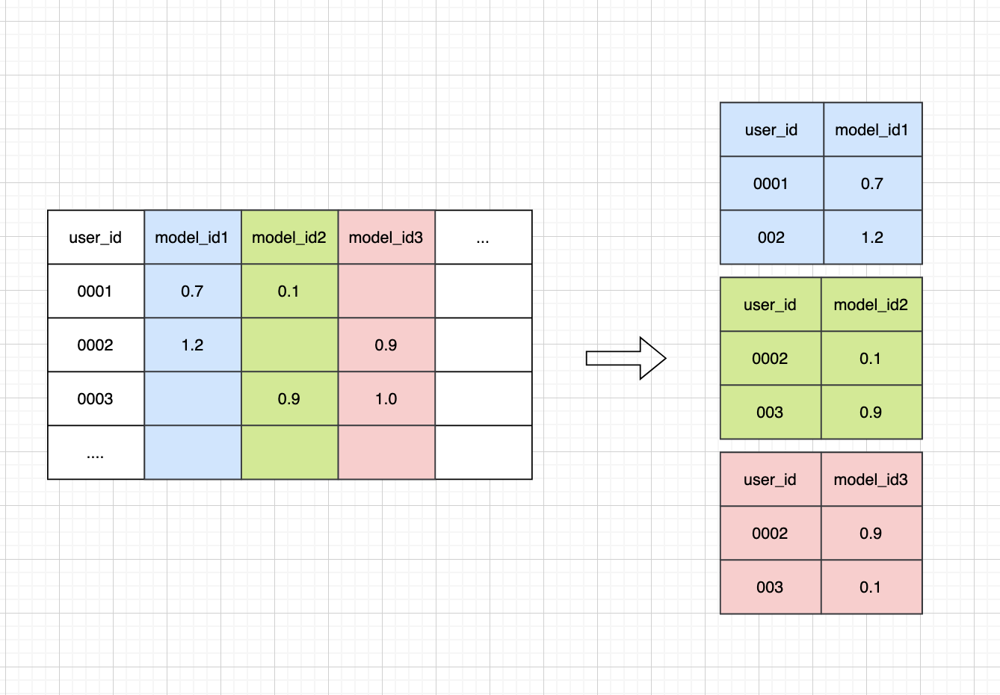 user_id model_id1 model_id2 model_id3 ...
0001 0.7 0.1
0002 1.2 0.9
0003 0.9 1.0
....
user_id model_id1
0001 0.7
002 1.2
user_id model_id2
0002 0.1
003 0.9
user_id model_id3
0002 0.9
003 0.1